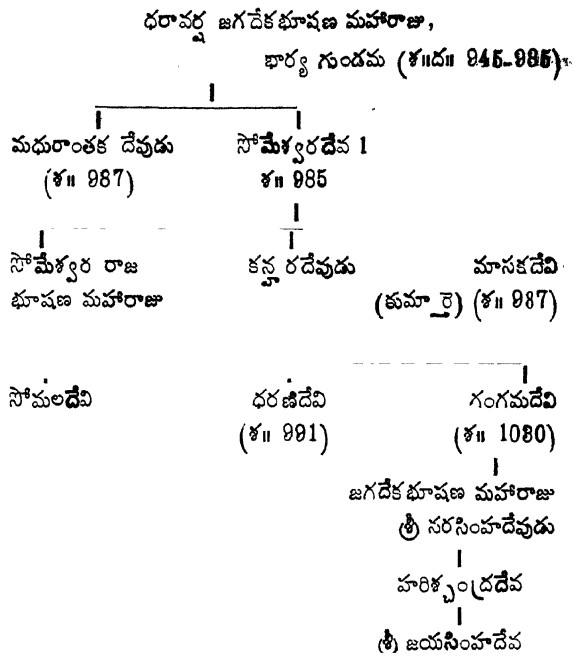 ధరావర్ష జగదేకభూషణ మహారాజు,
భార్య గుండమ (శ॥ద॥ 945-985)
మధురాంతక దేవుడు సోమేశ్వరదేవ 1
(శ॥ 987) శ॥ 985
సోమేశ్వర రాజ కన్హరదేవుడు మాసకదేవి
భూషణ మహారాజు (కుమార్తె) (శ॥ 987)
సోమలదేవి ధరణిదేవి గంగమదేవి
(శ॥ 991) (శ॥ 1080)
జగదేకభూషణ మహారాజు
శ్రీ నరసింహదేవుడు
హరిశ్చంద్రదేవ
శ్రీ జయసింహదేవ